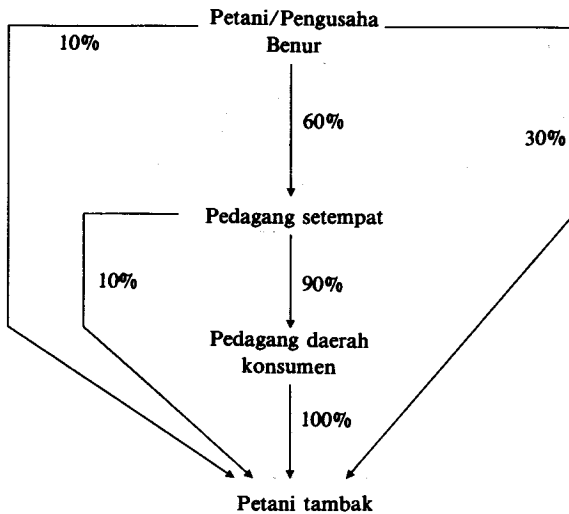 Petani/Pengusaha
Benur
10%
60%
30%
Pedagang setempat
10%
90%
Pedagang daerah
konsumen
100%
Petani tambak